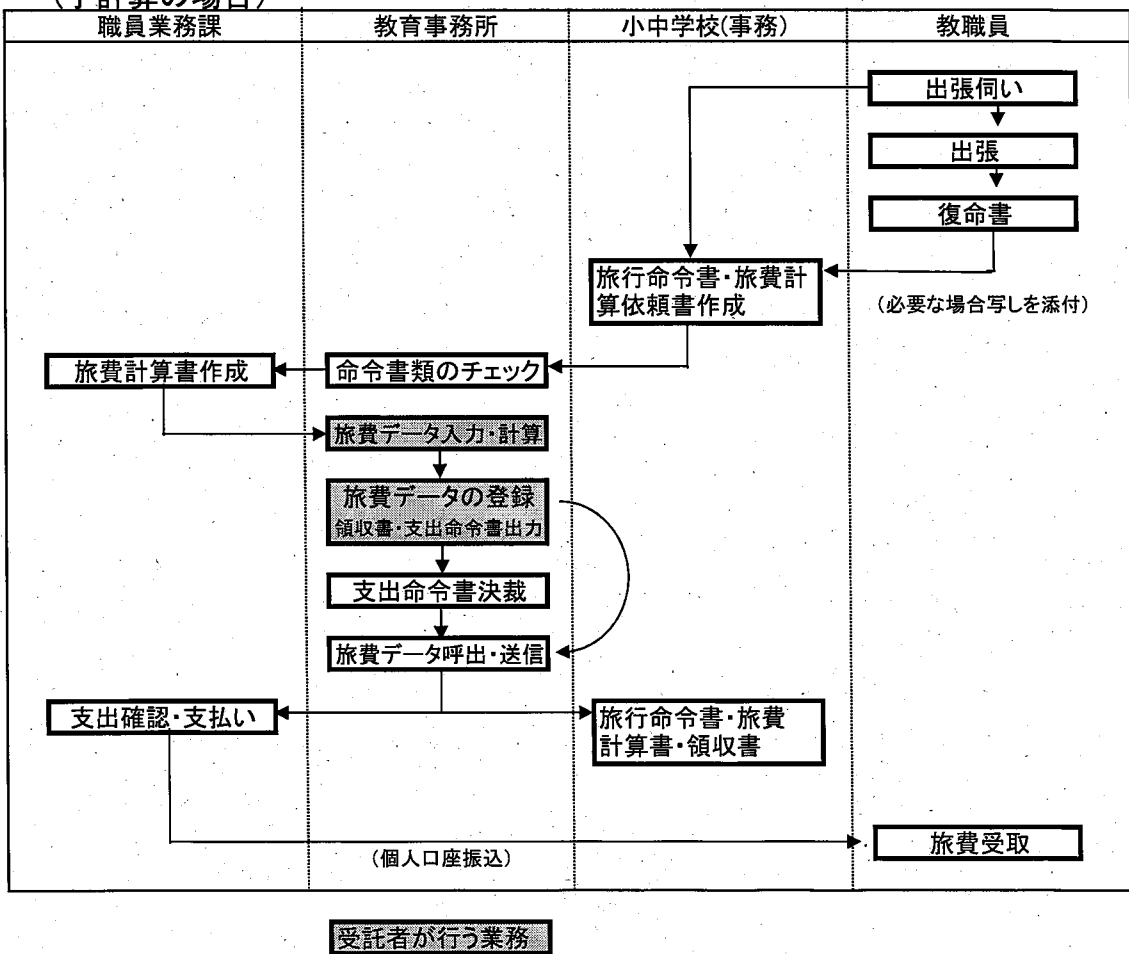 (手計算の場合)
職員業務課
教育事務所
小中学校(事務)
教職員
出張伺い
出張
復命書
旅行命令書・旅費計
算依頼書作成
(必要な場合写しを添付)
旅費計算書作成
命令書類のチェック
旅費データ入力・計算
旅費データの登録
領収書・支出命令書出力
支出命令書決裁
旅費データ呼出・送信
支出確認・支払い
旅行命令書・旅費
計算書・領収書
旅費受取
(個人口座振込)
受託者が行う業務